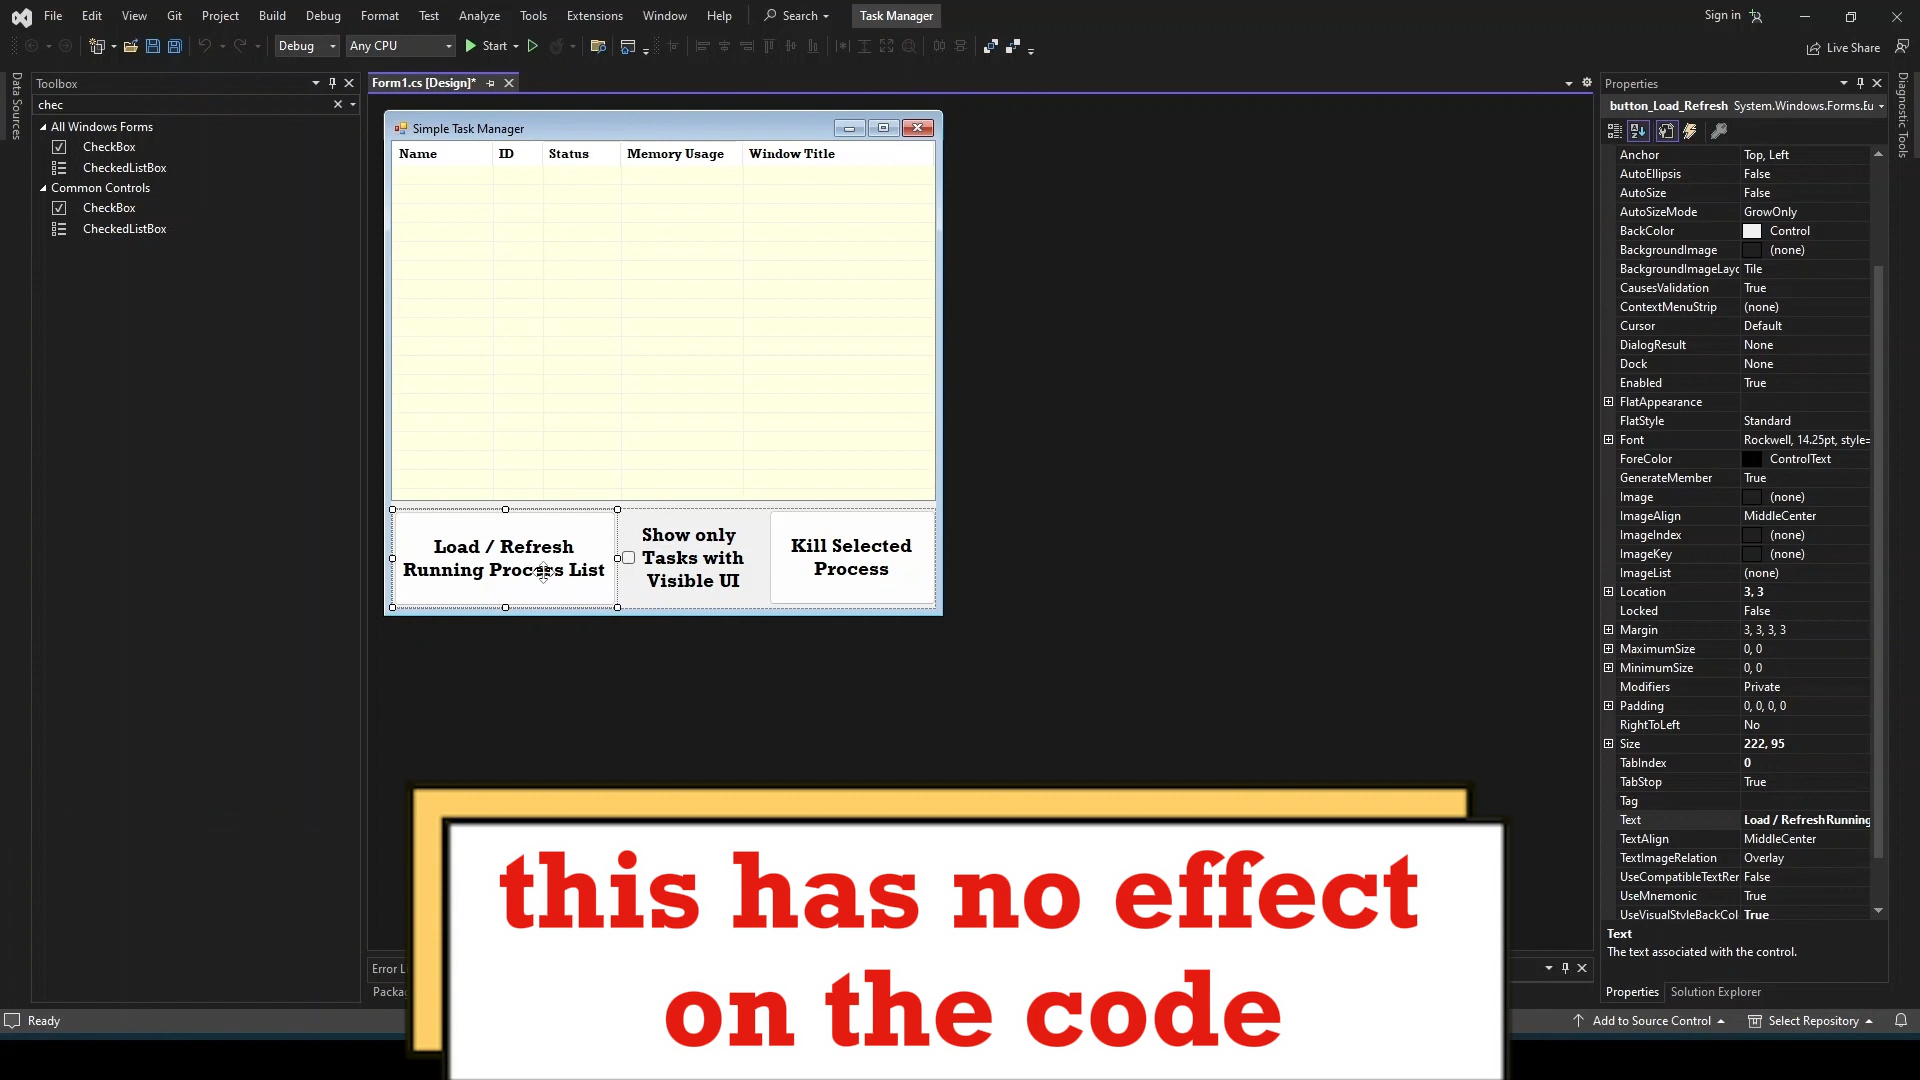 File Edit View Git Project Build Debug Format Test Analyze Tools Extensions Window Help Search Task Manager Sign in
Debug Any CPU Start Live Share
Data Sources
Toolbox
chec
All Windows Forms
CheckBox
CheckedListBox
Common Controls
CheckBox
CheckedListBox
Form1.cs [Design]*
Simple Task Manager
Name ID Status Memory Usage Window Title
Load / Refresh
Running Process List
Show only
Tasks with
Visible UI
Kill Selected
Process
Properties
button_Load_Refresh System.Windows.Forms.Bu
Anchor Top, Left
AutoEllipsis False
AutoSize False
AutoSizeMode GrowOnly
BackColor Control
BackgroundImage (none)
BackgroundImageLayc Tile
CausesValidation True
ContextMenuStrip (none)
Cursor Default
DialogResult None
Dock None
Enabled True
FlatAppearance
FlatStyle Standard
Font Rockwell, 14.25pt, style=
ForeColor ControlText
GenerateMember True
Image (none)
ImageAlign MiddleCenter
ImageIndex (none)
ImageKey (none)
ImageList (none)
Location 3, 3
Locked False
Margin 3, 3, 3, 3
MaximumSize 0, 0
MinimumSize 0, 0
Modifiers Private
Padding 0, 0, 0, 0
RightToLeft No
Size 222, 95
TabIndex 0
TabStop True
Tag
Text Load / Refresh Running
TextAlign MiddleCenter
TextImageRelation Overlay
UseCompatibleTextRer False
UseMnemonic True
UseVisualStyleBackCol True
Text
The text associated with the control.
Properties Solution Explorer
Diagnostic Tools
Error Li
Packag
this has no effect
on the code
Ready
Add to Source Control Select Repository